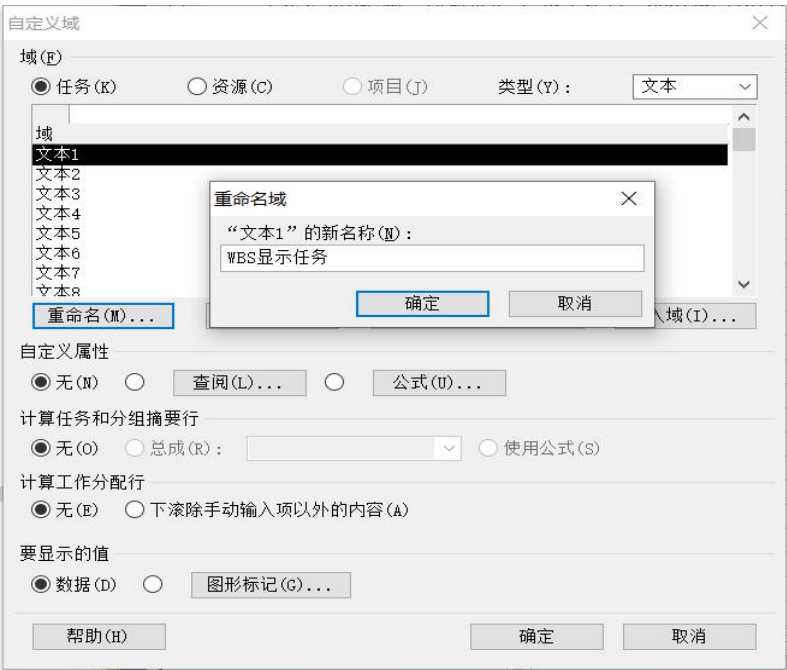 自定义域
域(F)
任务(K) 资源(C) 项目(J) 类型(Y): 文本
域
文本1
文本2
文本3
文本4
文本5
文本6
文本7
文本8
重命名域
“文本1”的新名称(N):
WBS显示任务
确定 取消
重命名(M)... 入域(I)...
自定义属性
无(N) 查阅(L)... 公式(U)...
计算任务和分组摘要行
无(O) 总成(R): 使用公式(S)
计算工作分配行
无(E) 下滚除手动输入项以外的内容(A)
要显示的值
数据(D) 图形标记(G)...
帮助(H) 确定 取消